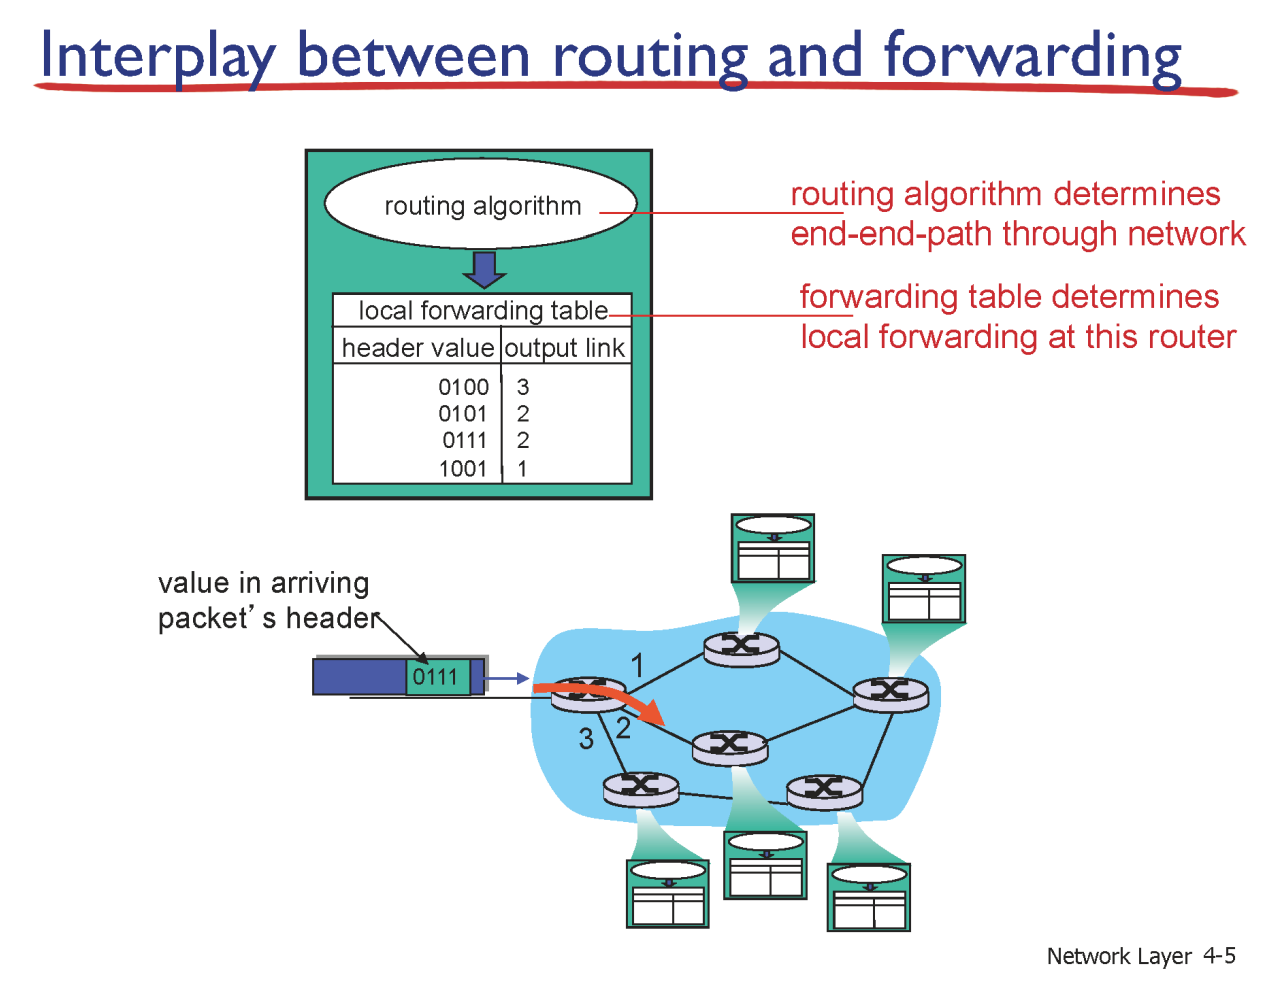 Interplay between routing and forwarding
routing algorithm
routing algorithm determines
end-end-path through network
local forwarding table
forwarding table determines
local forwarding at this router
header value output link
0100 3
0101 2
0111 2
1001 1
value in arriving
packet’s header
0111
1
2
3
Network Layer 4-5